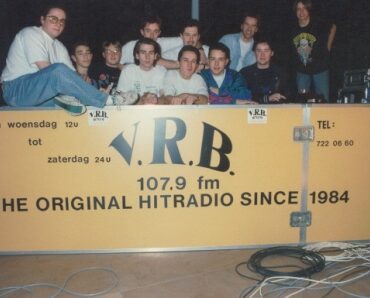 woensdag 12U
tot
zaterdag 24U
V.R.B.
107.9 fm
HE ORIGINAL HITRADIO SINCE 1984
TEL:
722 06 60
V.R.B.
V.R.B.